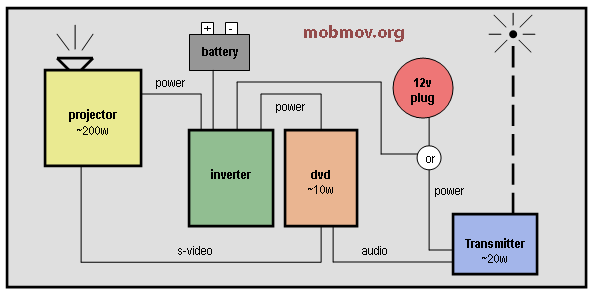 mobmov.org
+ -
battery
12v
plug
power
power
projector
~200w
inverter
dvd
~10w
or
power
s-video
audio
Transmitter
~20w